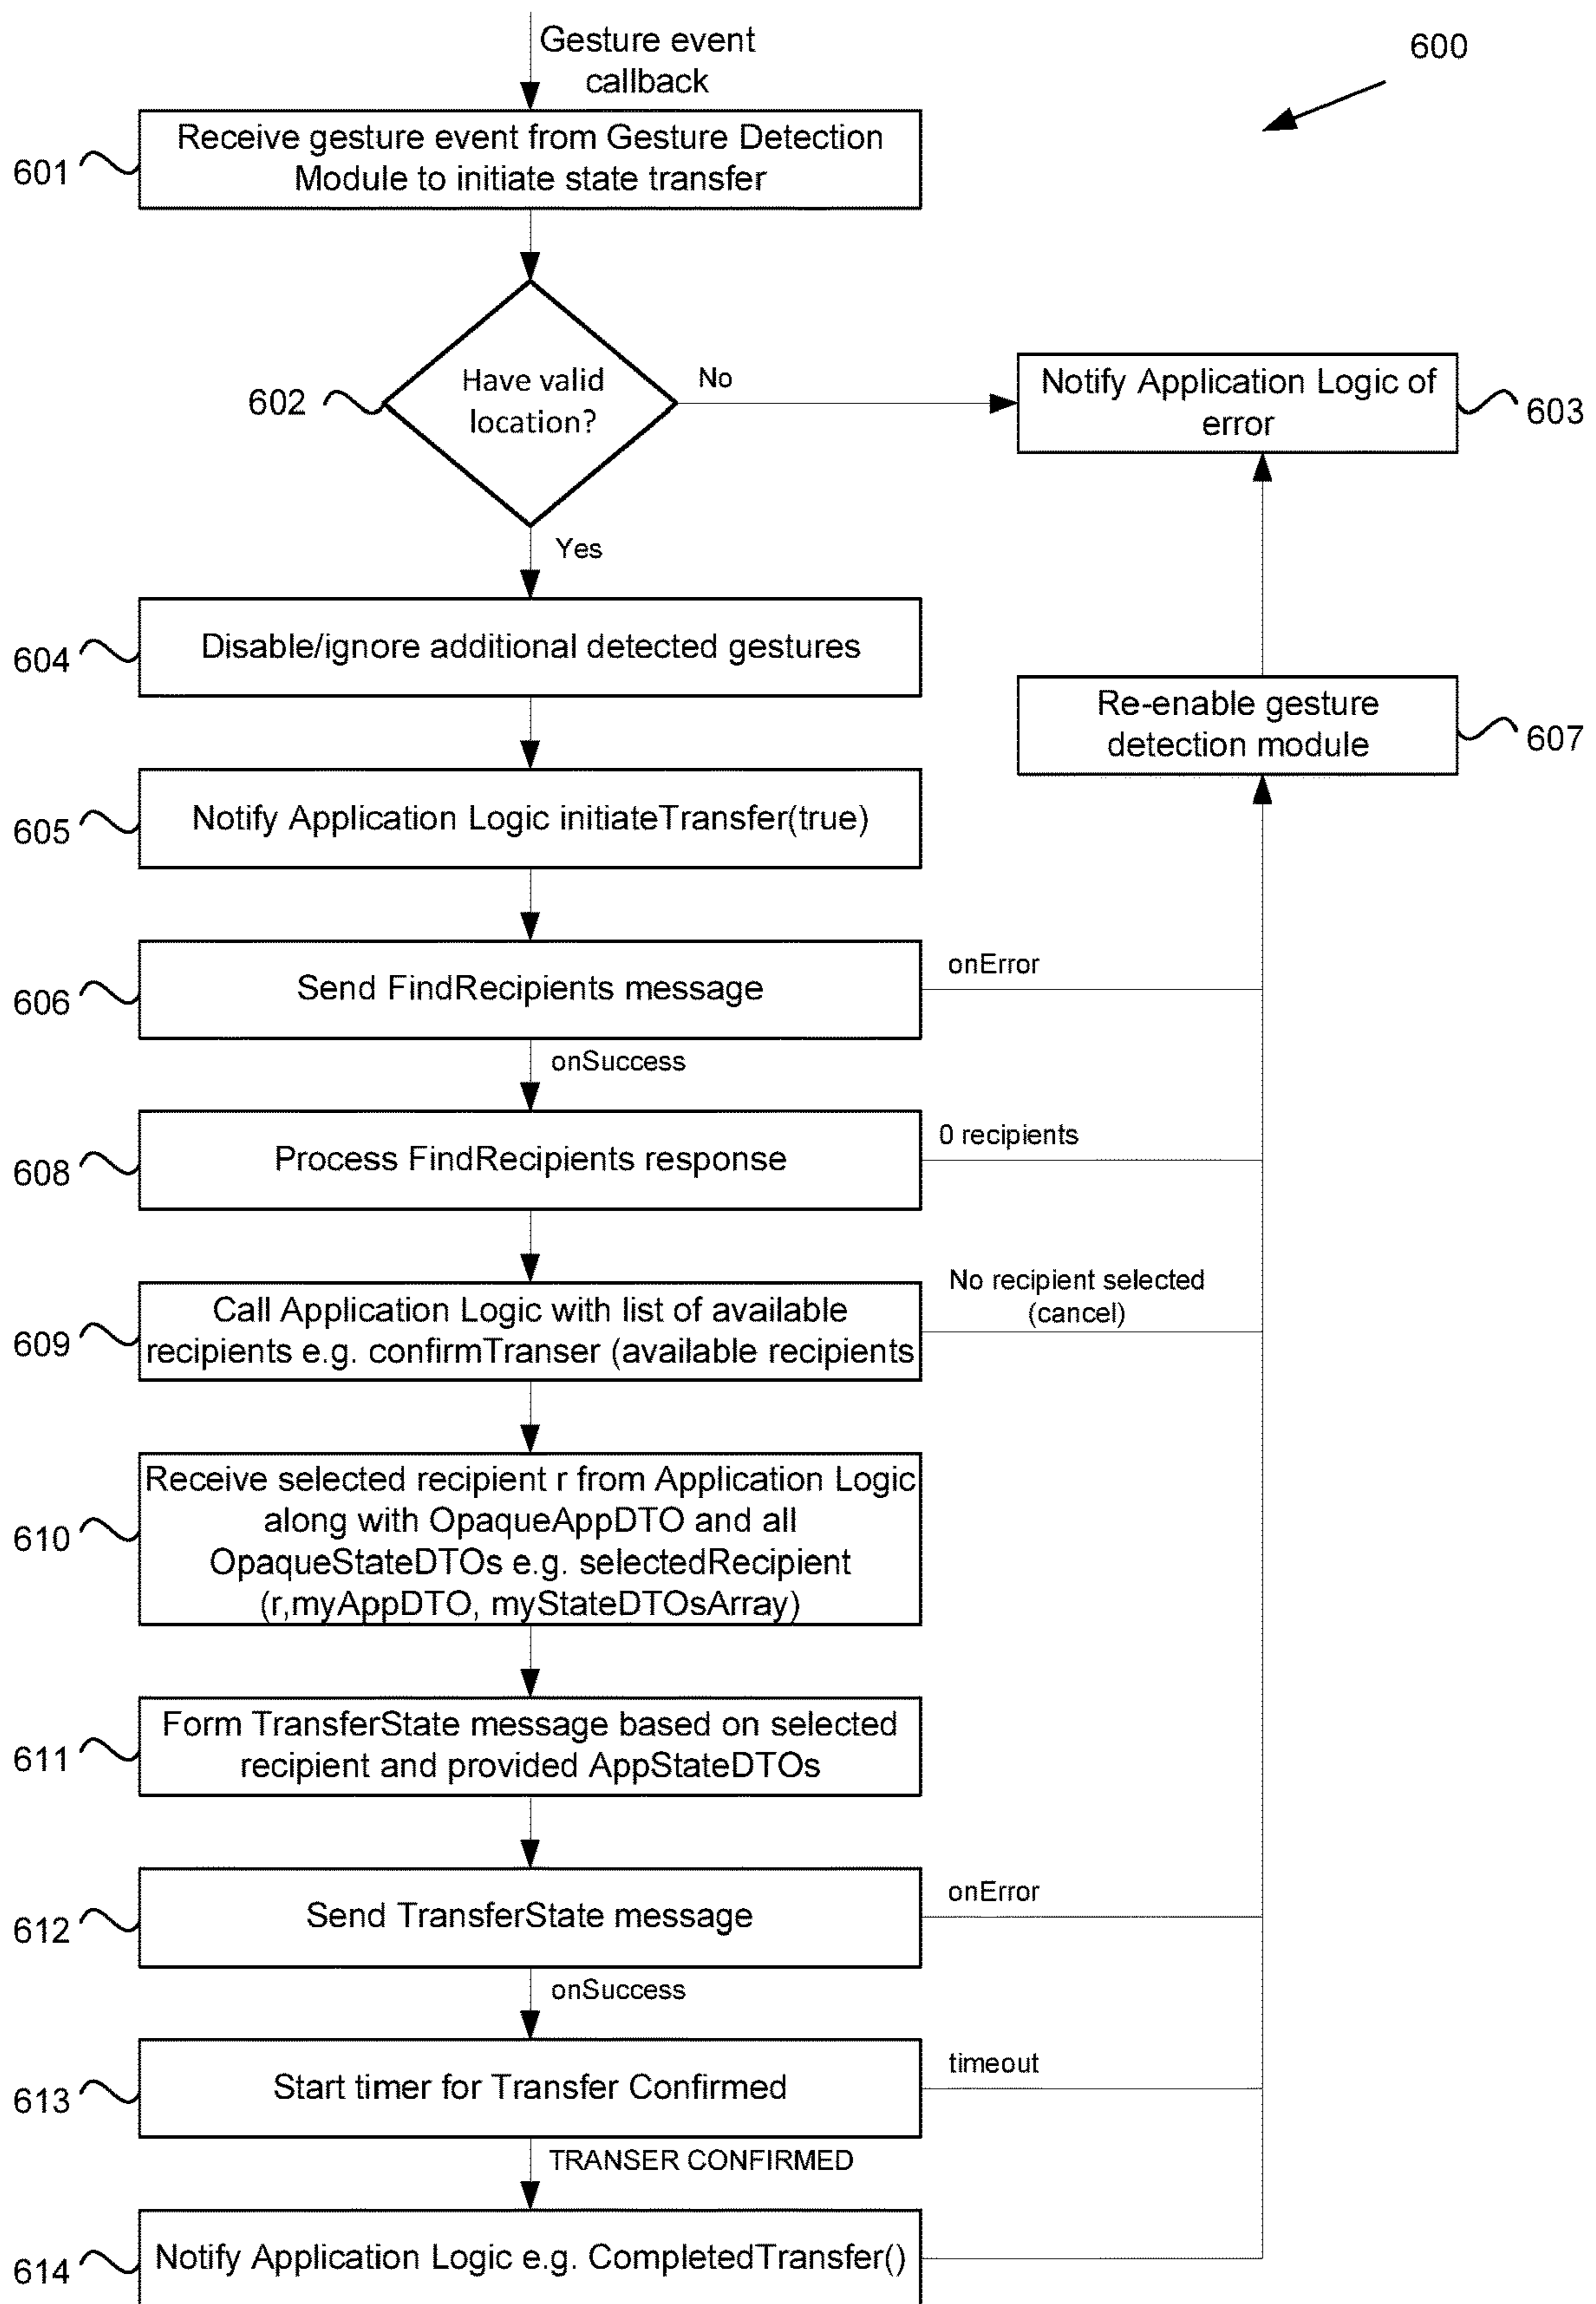 Gesture event
callback
600
601
Receive gesture event from Gesture Detection
Module to initiate state transfer
602
Have valid
location?
No
Notify Application Logic of
error
603
Yes
604
Disable/ignore additional detected gestures
Re-enable gesture
detection module
607
605
Notify Application Logic initiateTransfer(true)
606
Send FindRecipients message
onError
onSuccess
608
Process FindRecipients response
0 recipients
609
Call Application Logic with list of available
recipients e.g. confirmTranser (available recipients
No recipient selected
(cancel)
610
Receive selected recipient r from Application Logic
along with OpaqueAppDTO and all
OpaqueStateDTOs e.g. selectedRecipient
(r,myAppDTO, myStateDTOsArray)
611
Form TransferState message based on selected
recipient and provided AppStateDTOs
612
Send TransferState message
onError
onSuccess
613
Start timer for Transfer Confirmed
timeout
TRANSER CONFIRMED
614
Notify Application Logic e.g. CompletedTransfer()